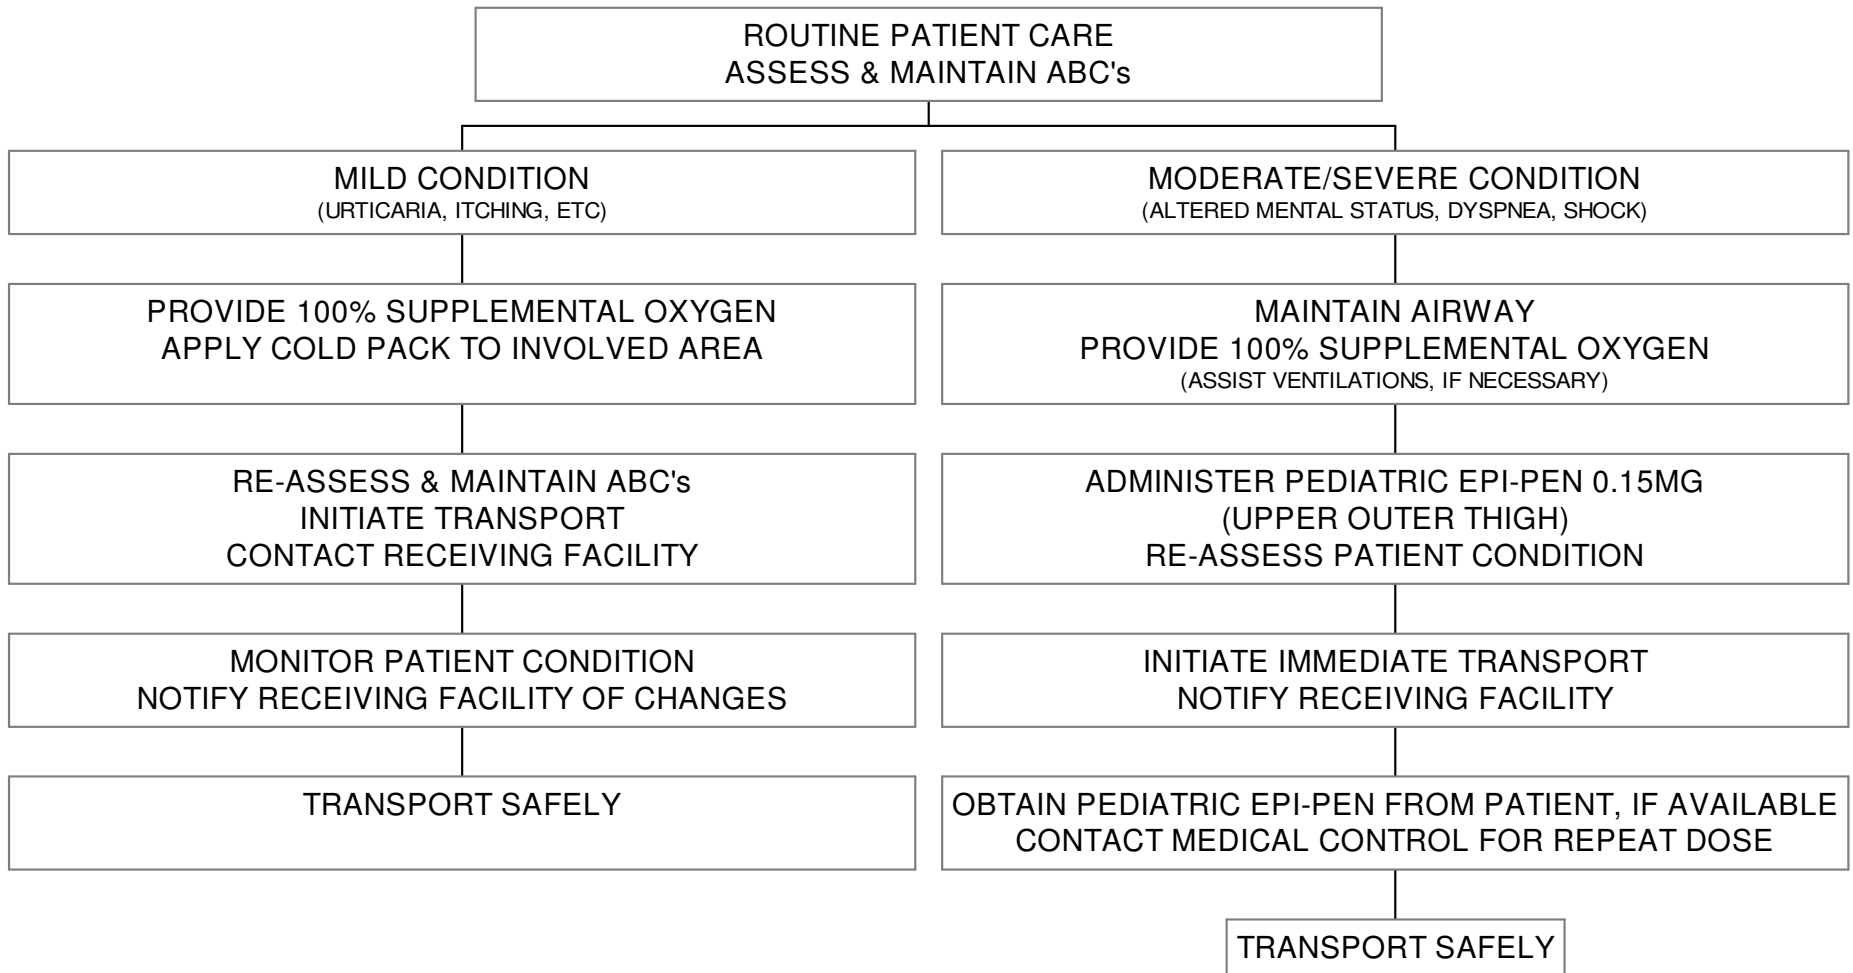 ROUTINE PATIENT CARE
ASSESS & MAINTAIN ABC's
MILD CONDITION
(URTICARIA, ITCHING, ETC)
PROVIDE 100% SUPPLEMENTAL OXYGEN
APPLY COLD PACK TO INVOLVED AREA
RE-ASSESS & MAINTAIN ABC's
INITIATE TRANSPORT
CONTACT RECEIVING FACILITY
MONITOR PATIENT CONDITION
NOTIFY RECEIVING FACILITY OF CHANGES
TRANSPORT SAFELY
MODERATE/SEVERE CONDITION
(ALTERED MENTAL STATUS, DYSPNEA, SHOCK)
MAINTAIN AIRWAY
PROVIDE 100% SUPPLEMENTAL OXYGEN
(ASSIST VENTILATIONS, IF NECESSARY)
ADMINISTER PEDIATRIC EPI-PEN 0.15MG
(UPPER OUTER THIGH)
RE-ASSESS PATIENT CONDITION
INITIATE IMMEDIATE TRANSPORT
NOTIFY RECEIVING FACILITY
OBTAIN PEDIATRIC EPI-PEN FROM PATIENT, IF AVAILABLE
CONTACT MEDICAL CONTROL FOR REPEAT DOSE
TRANSPORT SAFELY